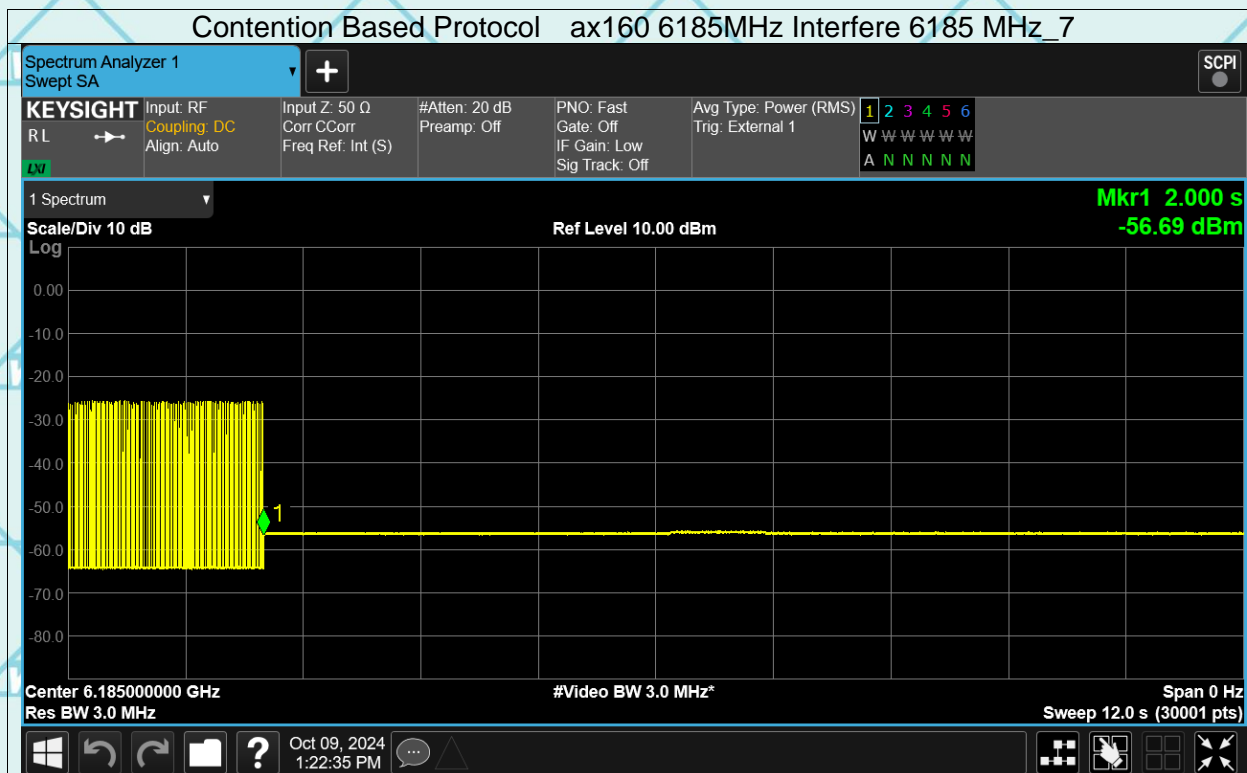 Contention Based Protocol ax160 6185MHz Interfere 6185 MHz_7
Spectrum Analyzer 1
Swept SA
SCPI
KEYSIGHT
RL
LXI
Input: RF
Coupling: DC
Align: Auto
Input Z: 50 Ω
Corr CCorr
Freq Ref: Int (S)
#Atten: 20 dB
Preamp: Off
PNO: Fast
Gate: Off
IF Gain: Low
Sig Track: Off
Avg Type: Power (RMS)
Trig: External 1
1 2 3 4 5 6
W W W W W W
A N N N N N
1 Spectrum
Mkr1 2.000 s
-56.69 dBm
Scale/Div 10 dB
Ref Level 10.00 dBm
Log
0.00
-10.0
-20.0
-30.0
-40.0
-50.0
-60.0
-70.0
-80.0
1
Center 6.185000000 GHz
#Video BW 3.0 MHz*
Span 0 Hz
Res BW 3.0 MHz
Sweep 12.0 s (30001 pts)
?
Oct 09, 2024
1:22:35 PM